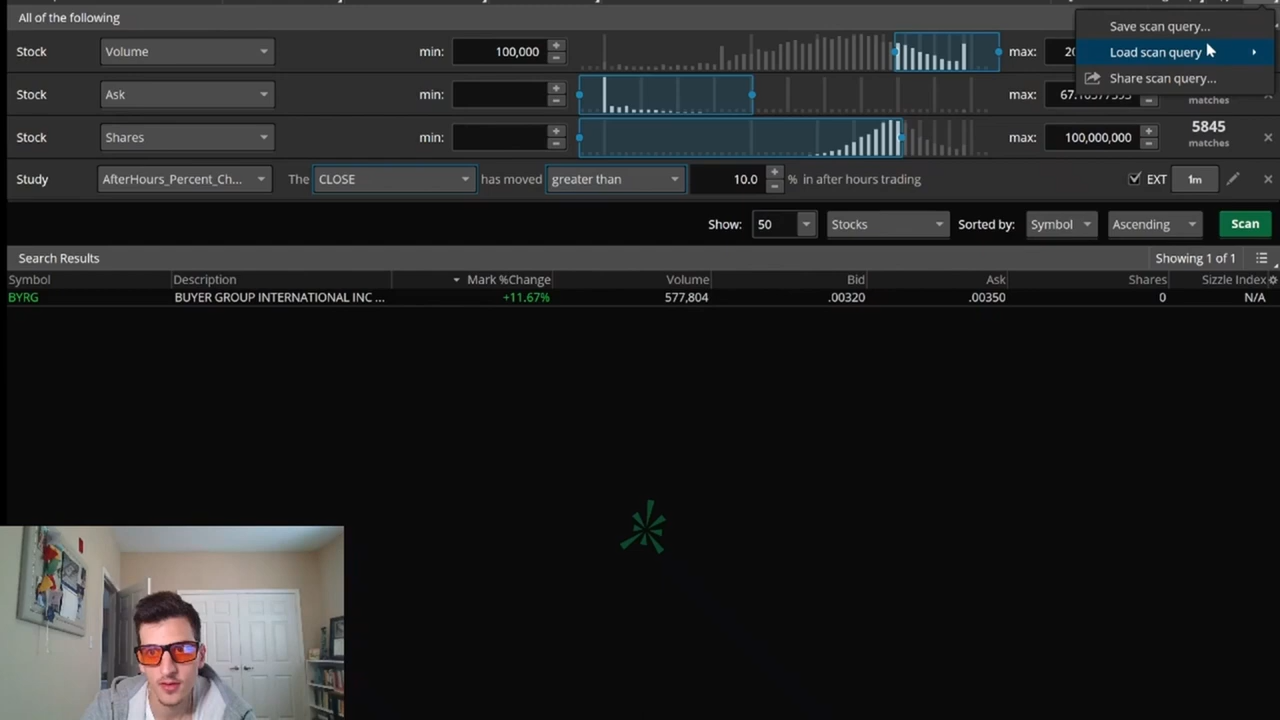 All of the following
Save scan query...
Load scan query
Share scan query...
Stock Volume min: 100,000 max: 20
Stock Ask min: max: matches
Stock Shares min: max: 100,000,000 5845 matches
Study AfterHours_Percent_Ch... The CLOSE has moved greater than 10.0 % in after hours trading EXT 1m
Show: 50 Stocks Sorted by: Symbol Ascending Scan
Search Results Showing 1 of 1
Symbol Description Mark %Change Volume Bid Ask Shares Sizzle Index
BYRG BUYER GROUP INTERNATIONAL INC ... +11.67% 577,804 .00320 .00350 0 N/A